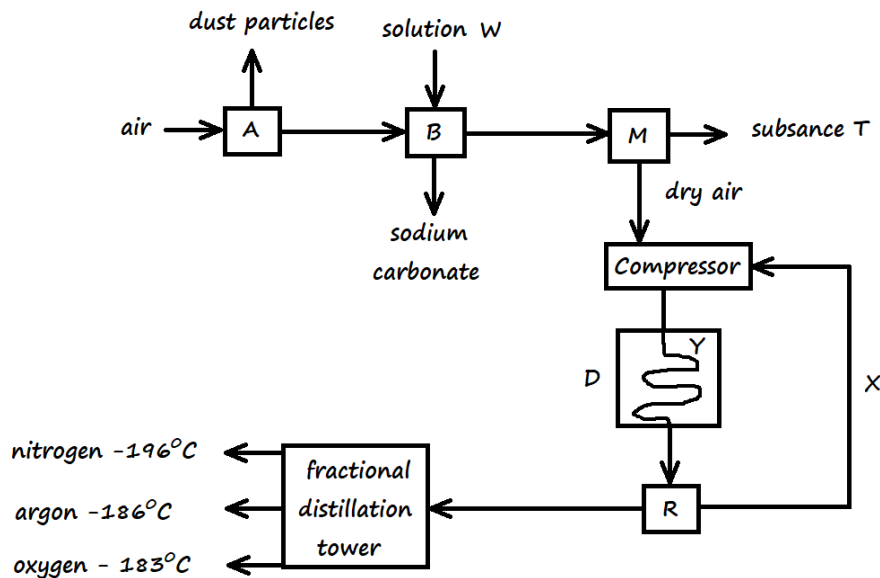 dust particles
solution W
air
A
B
M
subsance T
dry air
sodium
carbonate
Compressor
Y
D
X
nitrogen -196°C
argon -186°C
oxygen - 183°C
fractional
distillation
tower
R